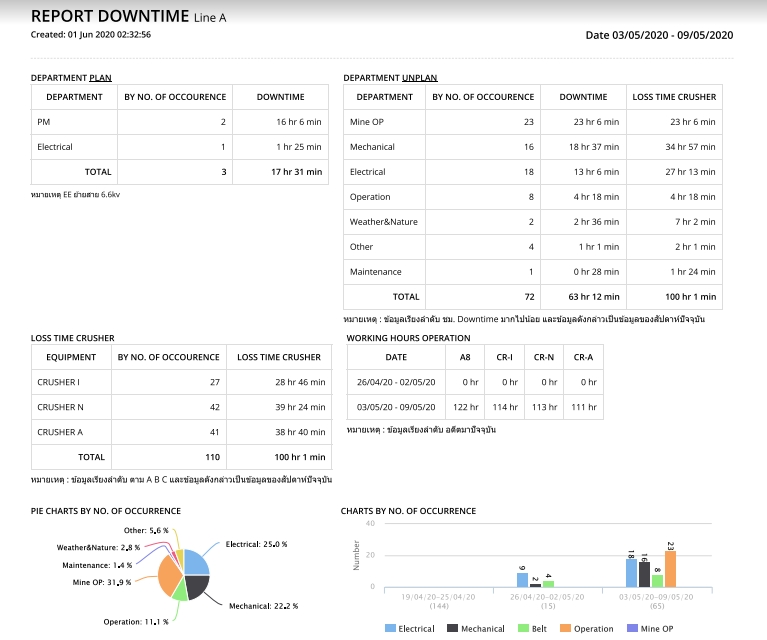 REPORT DOWNTIME Line A
Created: 01 Jun 2020 02:32:56
Date 03/05/2020 - 09/05/2020
DEPARTMENT PLAN
DEPARTMENT BY NO. OF OCCOURENCE DOWNTIME
PM 2 16 hr 6 min
Electrical 1 1 hr 25 min
TOTAL 3 17 hr 31 min
หมายเหตุ EE ย้ายสาย 6.6kv
DEPARTMENT UNPLAN
DEPARTMENT BY NO. OF OCCOURENCE DOWNTIME LOSS TIME CRUSHER
Mine OP 23 23 hr 6 min 23 hr 6 min
Mechanical 16 18 hr 37 min 34 hr 57 min
Electrical 18 13 hr 6 min 27 hr 13 min
Operation 8 4 hr 18 min 4 hr 18 min
Weather&Nature 2 2 hr 36 min 7 hr 2 min
Other 4 1 hr 1 min 2 hr 1 min
Maintenance 1 0 hr 28 min 1 hr 24 min
TOTAL 72 63 hr 12 min 100 hr 1 min
หมายเหตุ : ข้อมูลเรียงลำดับ ชม. Downtime มากไปน้อย และข้อมูลดังกล่าวเป็นข้อมูลของสัปดาห์ปัจจุบัน
LOSS TIME CRUSHER
EQUIPMENT BY NO. OF OCCOURENCE LOSS TIME CRUSHER
CRUSHER I 27 28 hr 46 min
CRUSHER N 42 39 hr 24 min
CRUSHER A 41 38 hr 40 min
TOTAL 110 100 hr 1 min
หมายเหตุ : ข้อมูลเรียงลำดับ ตาม A B C และข้อมูลดังกล่าวเป็นข้อมูลของสัปดาห์ปัจจุบัน
WORKING HOURS OPERATION
DATE A8 CR-I CR-N CR-A
26/04/20 - 02/05/20 0 hr 0 hr 0 hr 0 hr
03/05/20 - 09/05/20 122 hr 114 hr 113 hr 111 hr
หมายเหตุ : ข้อมูลเรียงลำดับ อดีตมาปัจจุบัน
PIE CHARTS BY NO. OF OCCURRENCE
Other: 5.6 %
Weather&Nature: 2.8 %
Maintenance: 1.4 %
Mine OP: 31.9 %
Operation: 11.1 %
Electrical: 25.0 %
Mechanical: 22.2 %
CHARTS BY NO. OF OCCURRENCE
Number
40
20
0
9 2 4
18 16 8 23
19/04/20-25/04/20 26/04/20-02/05/20 03/05/20-09/05/20
(144) (15) (65)
Electrical Mechanical Belt Operation Mine OP